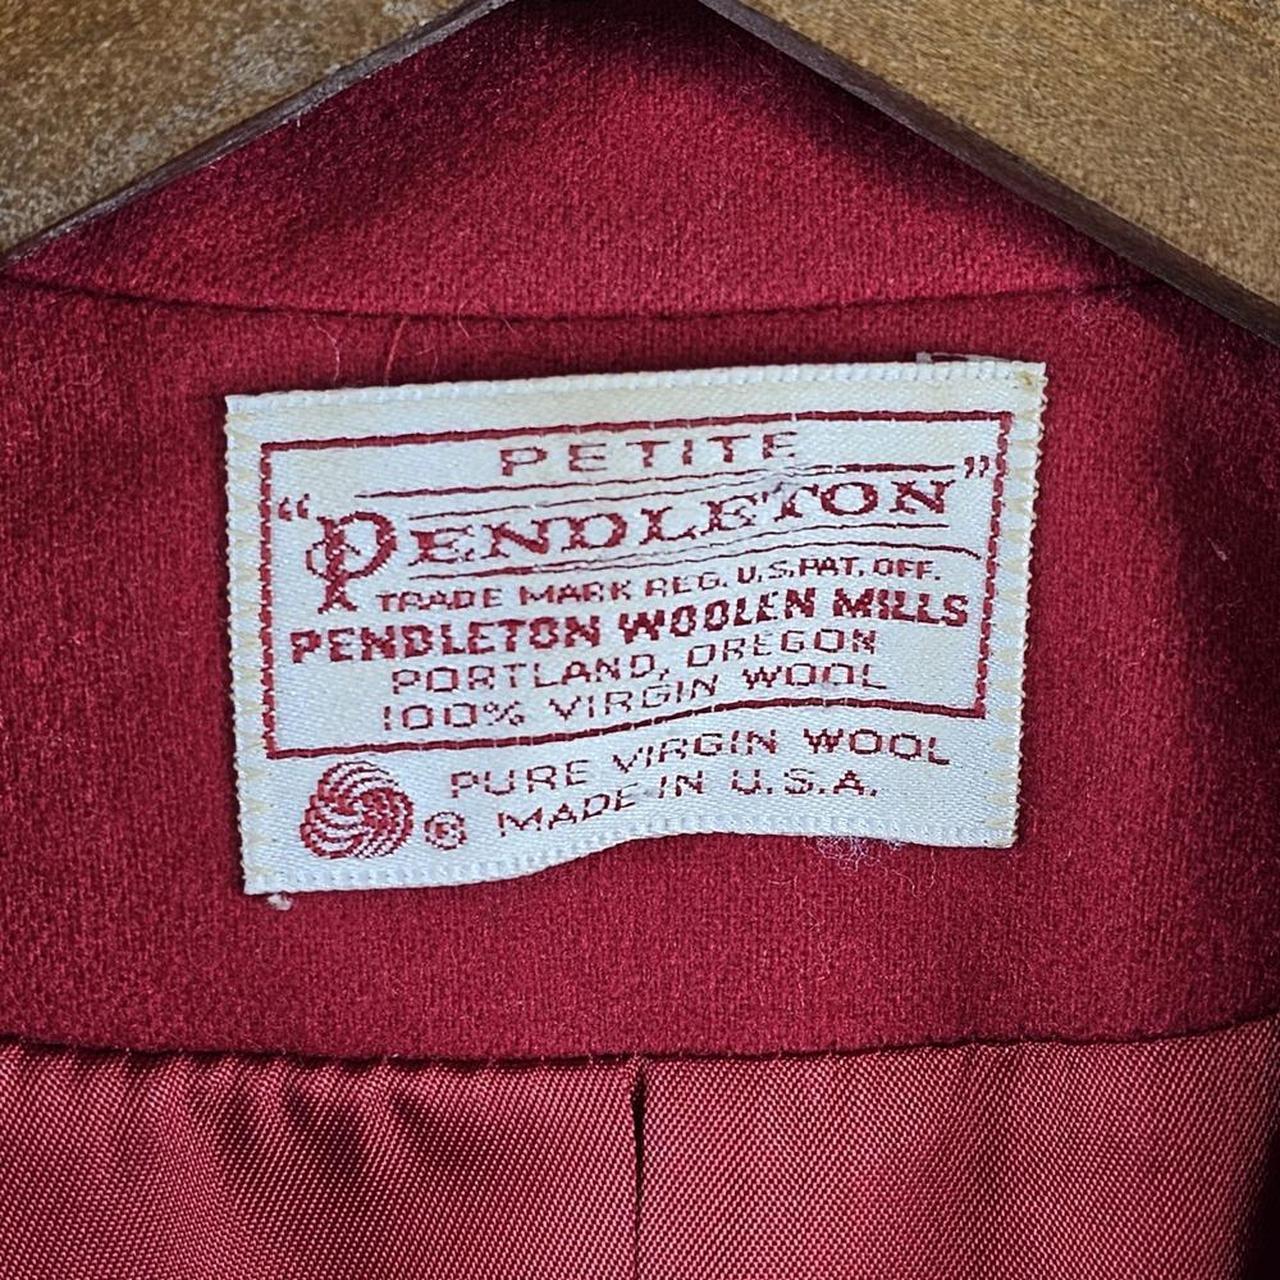 PETITE
"PENDLETON"
TRADE MARK REG. U.S.PAT. OFF.
PENDLETON WOOLEN MILLS
PORTLAND, OREGON
100% VIRGIN WOOL
PURE VIRGIN WOOL
® MADE IN U.S.A.